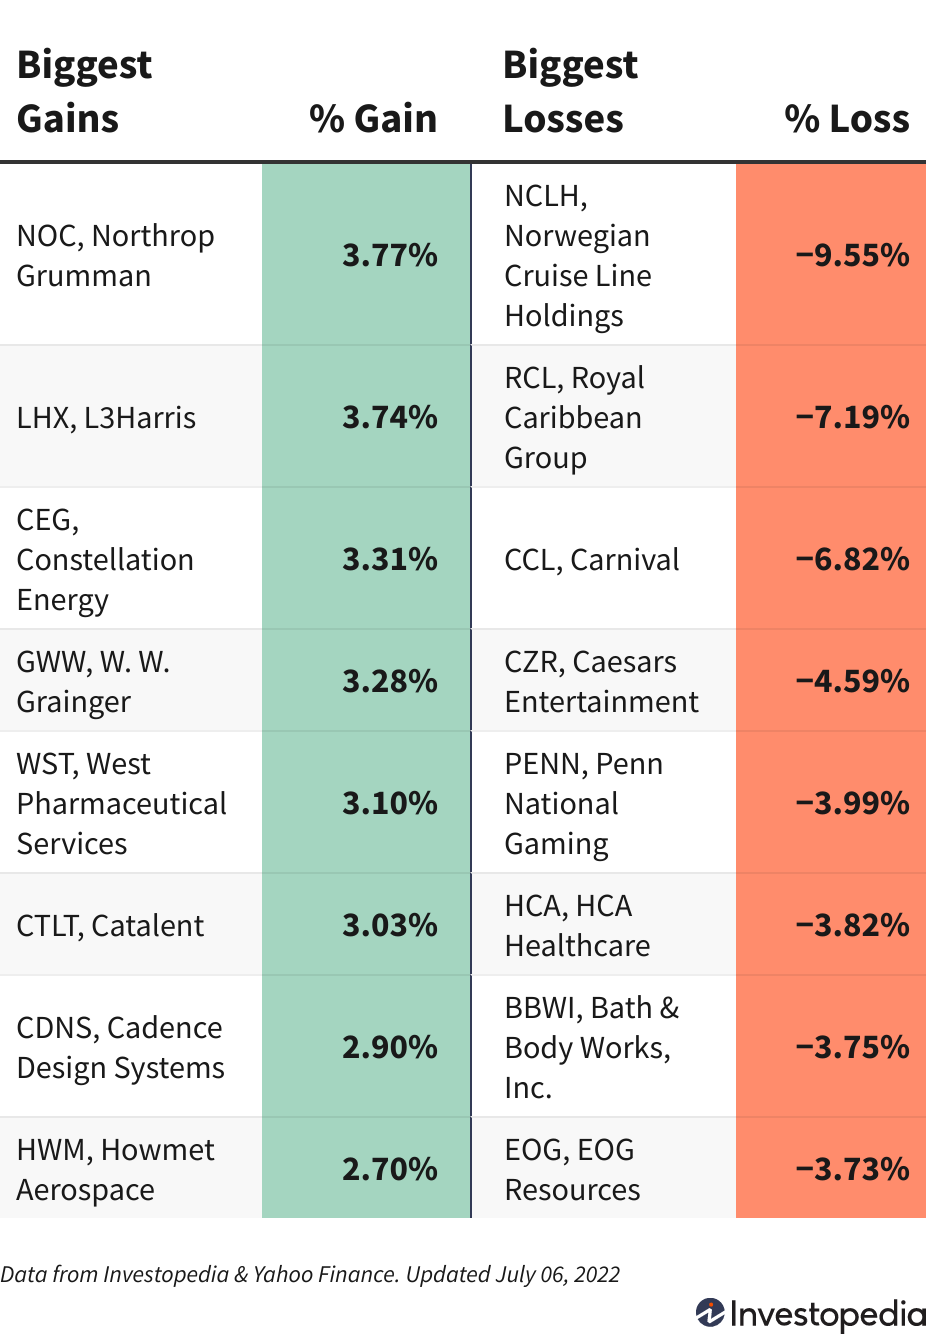 Biggest
Gains
% Gain
Biggest
Losses
% Loss
NOC, Northrop
Grumman
3.77%
NCLH,
Norwegian
Cruise Line
Holdings
−9.55%
LHX, L3Harris
3.74%
RCL, Royal
Caribbean
Group
−7.19%
CEG,
Constellation
Energy
3.31%
CCL, Carnival
−6.82%
GWW, W. W.
Grainger
3.28%
CZR, Caesars
Entertainment
−4.59%
WST, West
Pharmaceutical
Services
3.10%
PENN, Penn
National
Gaming
−3.99%
CTLT, Catalent
3.03%
HCA, HCA
Healthcare
−3.82%
CDNS, Cadence
Design Systems
2.90%
BBWI, Bath &
Body Works,
Inc.
−3.75%
HWM, Howmet
Aerospace
2.70%
EOG, EOG
Resources
−3.73%
Data from Investopedia & Yahoo Finance. Updated July 06, 2022
Investopedia